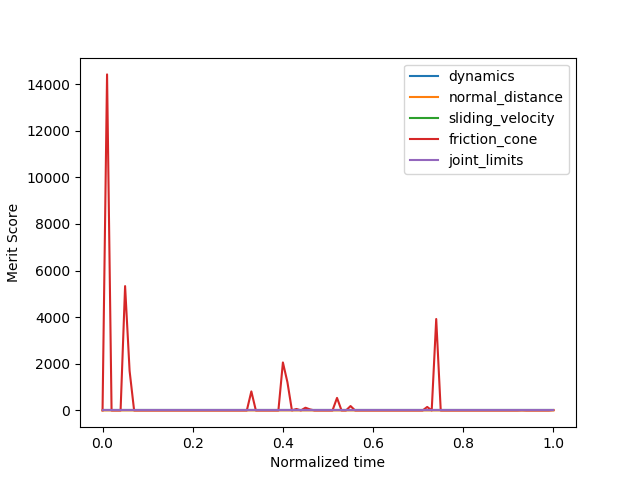 dynamics
normal_distance
sliding_velocity
friction_cone
joint_limits
14000
12000
10000
8000
6000
4000
2000
0
Merit Score
0.0 0.2 0.4 0.6 0.8 1.0
Normalized time